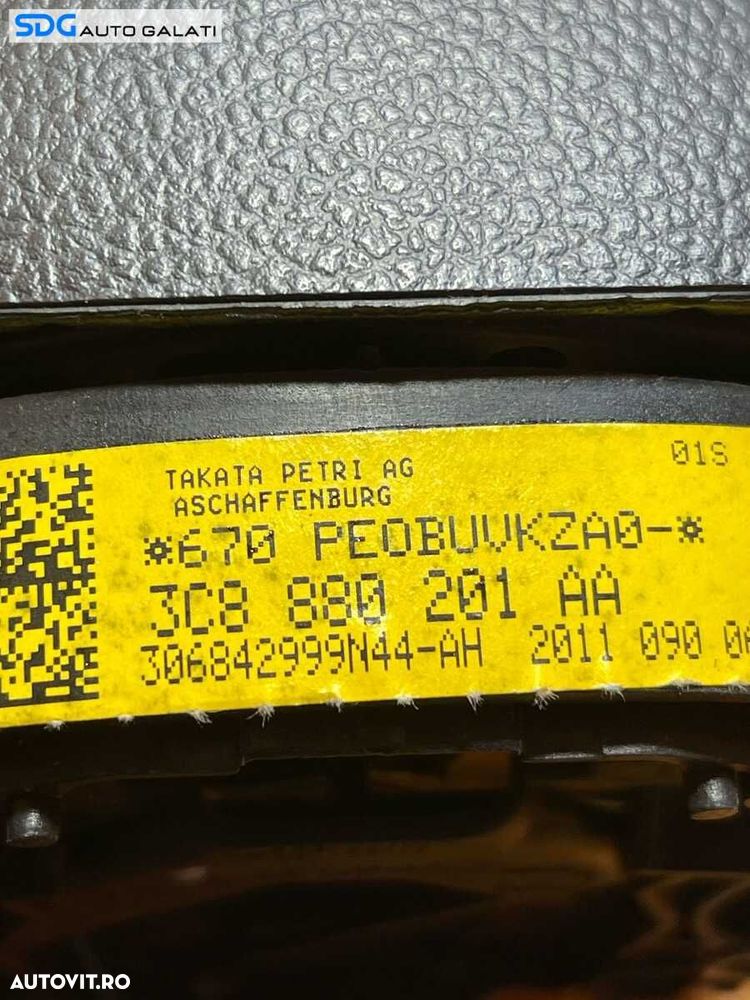 SDG AUTO GALATI
01S
TAKATA PETRI AG
ASCHAFFENBURG
*670 PEOBUVKZA0-*
3C8 880 201 AA
306842999N44-AH 2011 090
AUTOVIT.RO